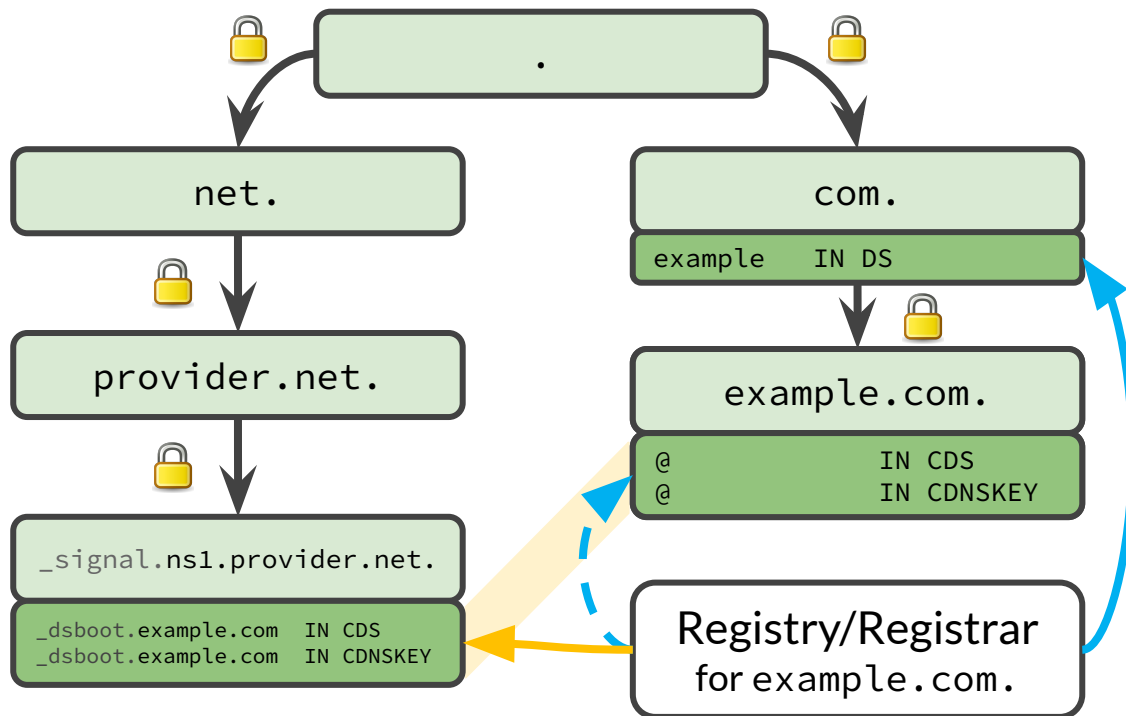 .
net.
com.
example   IN DS
provider.net.
example.com.
@   IN CDS
@   IN CDNSKEY
_signal.ns1.provider.net.
_dsboot.example.com  IN CDS
_dsboot.example.com  IN CDNSKEY
Registry/Registrar
for example.com.